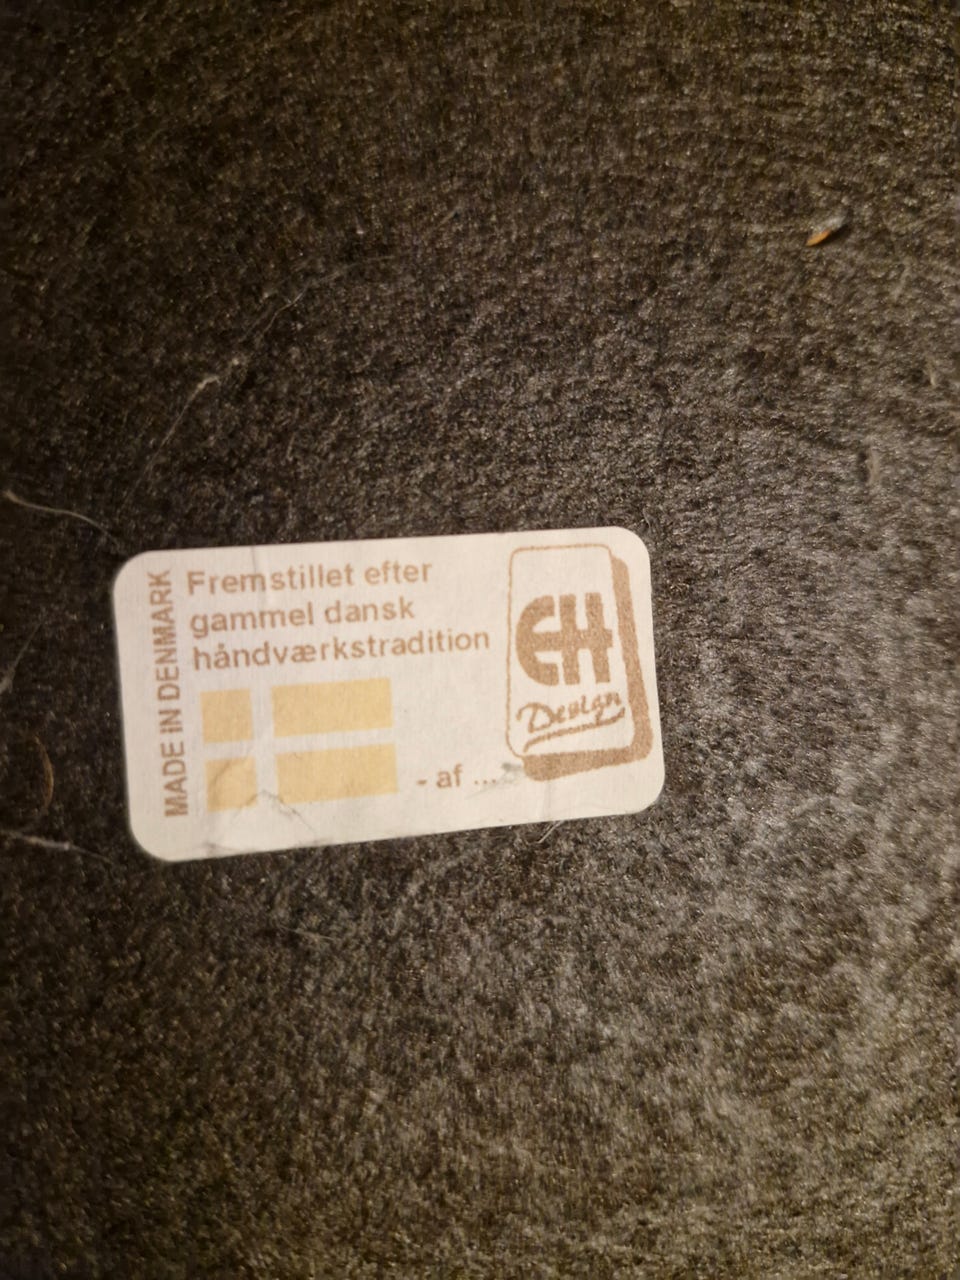 MADE IN DENMARK
Fremstillet efter
gammel dansk
håndværkstradition
- af ...
EH
Design